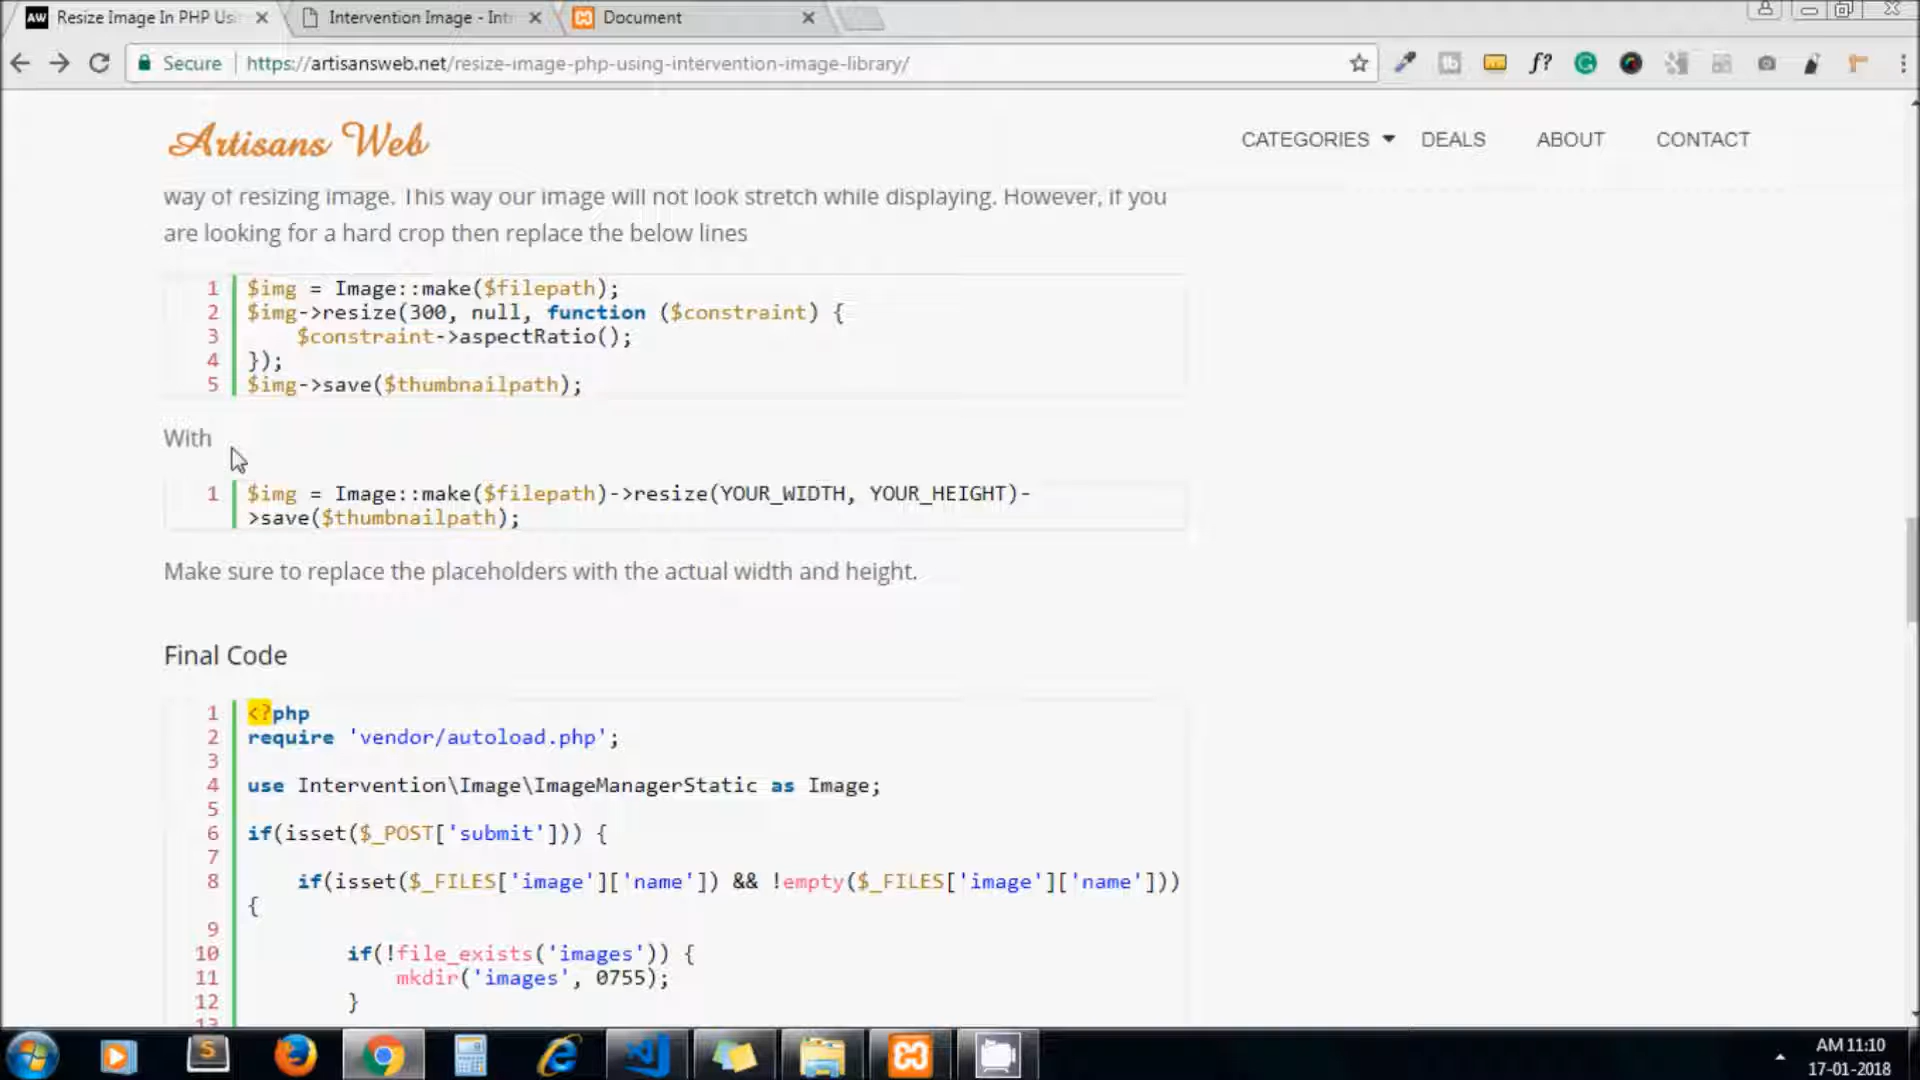 AW Resize Image In PHP Us
Intervention Image - Int
Document
Secure
https://artisansweb.net/resize-image-php-using-intervention-image-library/
f?
Artisans Web
CATEGORIES
DEALS
ABOUT
CONTACT
way of resizing image. This way our image will not look stretch while displaying. However, if you
are looking for a hard crop then replace the below lines
1 $img = Image::make($filepath);
2 $img->resize(300, null, function ($constraint) {
3 $constraint->aspectRatio();
4 });
5 $img->save($thumbnailpath);
With
1 $img = Image::make($filepath)->resize(YOUR_WIDTH, YOUR_HEIGHT)-
>save($thumbnailpath);
Make sure to replace the placeholders with the actual width and height.
Final Code
1 <?php
2 require 'vendor/autoload.php';
3
4 use Intervention\Image\ImageManagerStatic as Image;
5
6 if(isset($_POST['submit'])) {
7
8 if(isset($_FILES['image']['name']) && !empty($_FILES['image']['name']))
{
9
10 if(!file_exists('images')) {
11 mkdir('images', 0755);
12 }
13
AM 11:10
17-01-2018